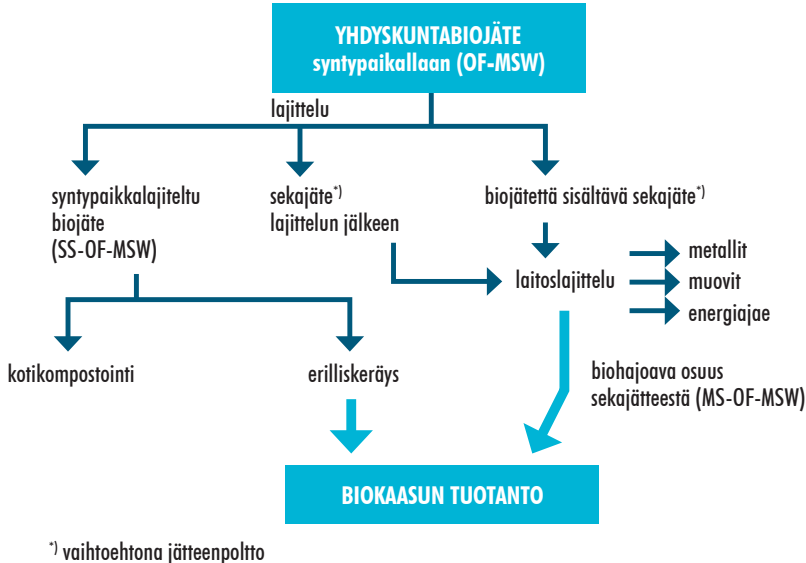 YHDYSKUNTABIOJÄTE
syntypaikallaan (OF-MSW)
lajittelu
syntypaikkalajiteltu
biojäte
(SS-OF-MSW)
sekajäte*)
lajittelun jälkeen
biojätettä sisältävä sekajäte*)
laitoslajittelu
metallit
muovit
energiajae
kotikompostointi
erilliskeräys
biohajoava osuus
sekajätteestä (MS-OF-MSW)
BIOKAASUN TUOTANTO
*) vaihtoehtona jätteenpoltto